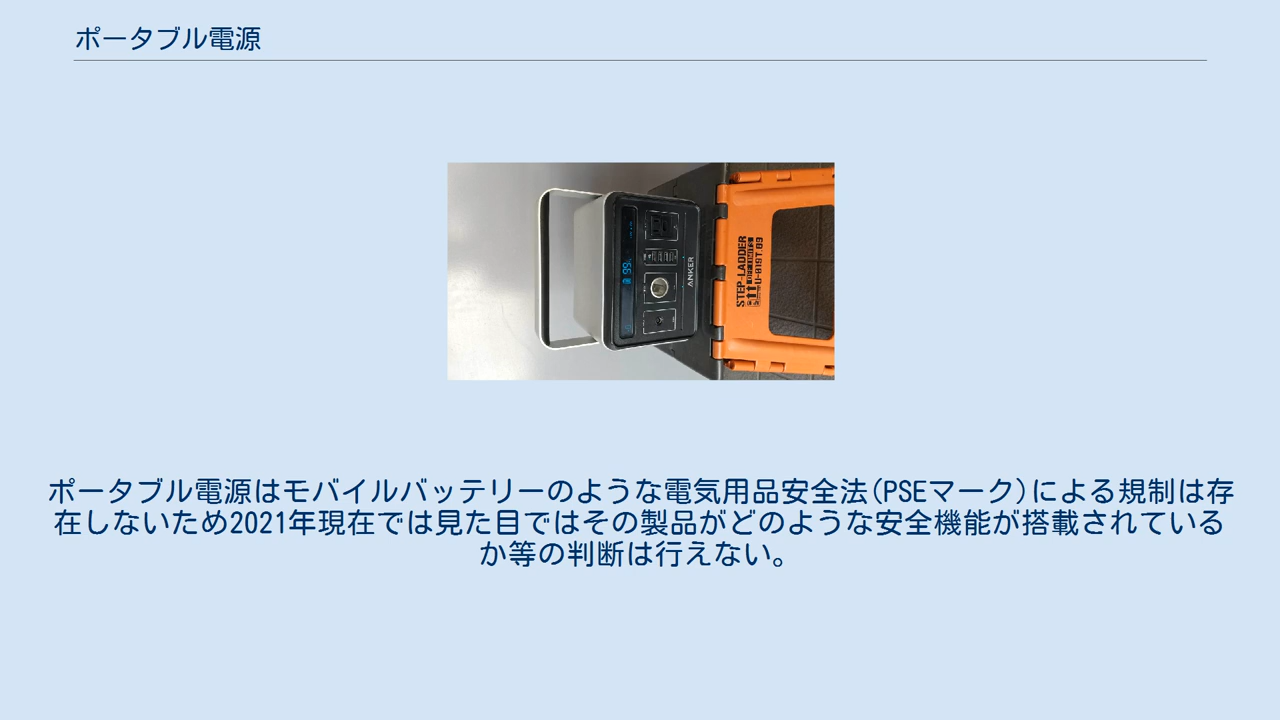 ポータブル電源
99%
ANKER
STEP-LADDER
LI-019T.09
ポータブル電源はモバイルバッテリーのような電気用品安全法(PSEマーク)による規制は存
在しないため2021年現在では見た目ではその製品がどのような安全機能が搭載されている
か等の判断は行えない。